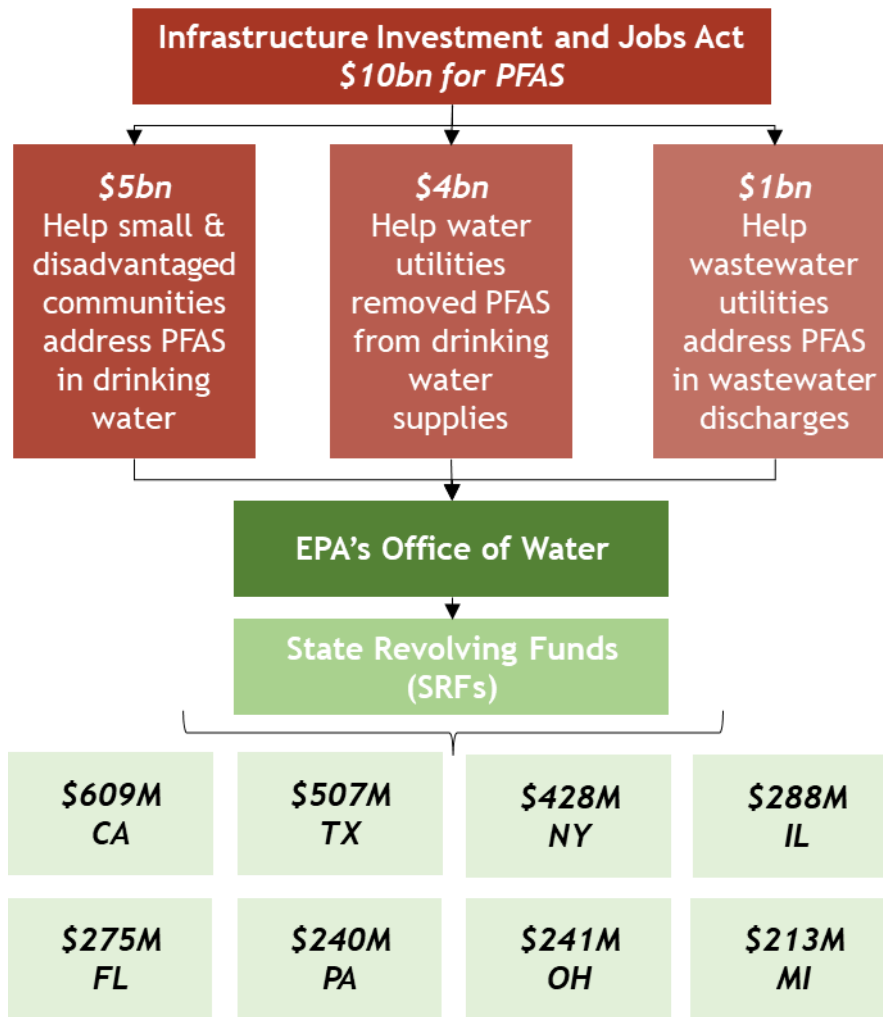 Infrastructure Investment and Jobs Act
$10bn for PFAS
$5bn
Help small &
disadvantaged
communities
address PFAS
in drinking
water
$4bn
Help water
utilities
removed PFAS
from drinking
water
supplies
$1bn
Help
wastewater
utilities
address PFAS
in wastewater
discharges
EPA's Office of Water
State Revolving Funds
(SRFs)
$609M
CA
$507M
TX
$428M
NY
$288M
IL
$275M
FL
$240M
PA
$241M
OH
$213M
MI